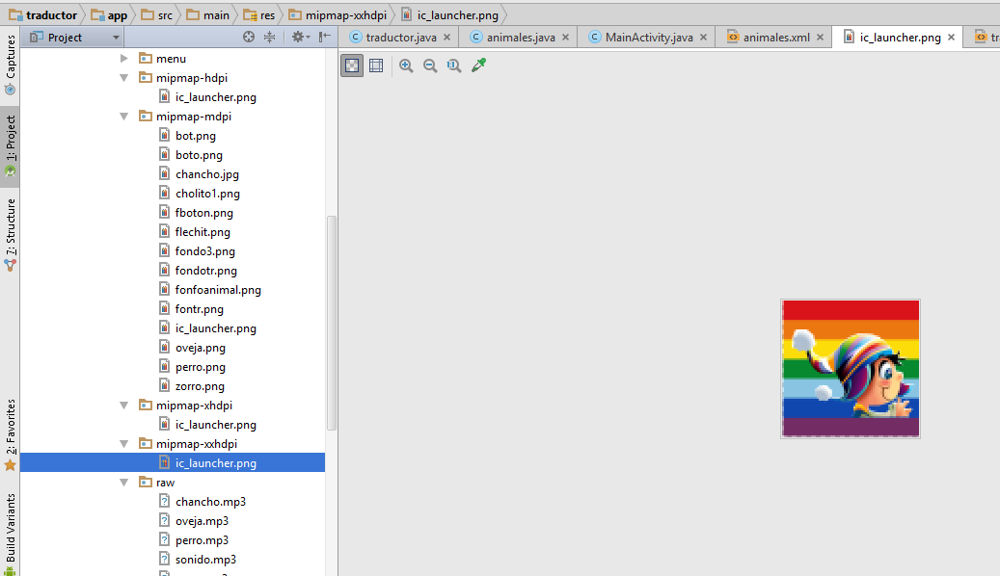 traductor app src main res mipmap-xxhdpi ic_launcher.png
Project
traductor.java animales.java MainActivity.java animales.xml ic_launcher.png tr
Captures
1: Project
7: Structure
2: Favorites
Build Variants
menu
mipmap-hdpi
ic_launcher.png
mipmap-mdpi
bot.png
boto.png
chancho.jpg
cholito1.png
fboton.png
flechit.png
fondo3.png
fondotr.png
fonfoanimal.png
fontr.png
ic_launcher.png
oveja.png
perro.png
zorro.png
mipmap-xhdpi
ic_launcher.png
mipmap-xxhdpi
ic_launcher.png
raw
chancho.mp3
oveja.mp3
perro.mp3
sonido.mp3